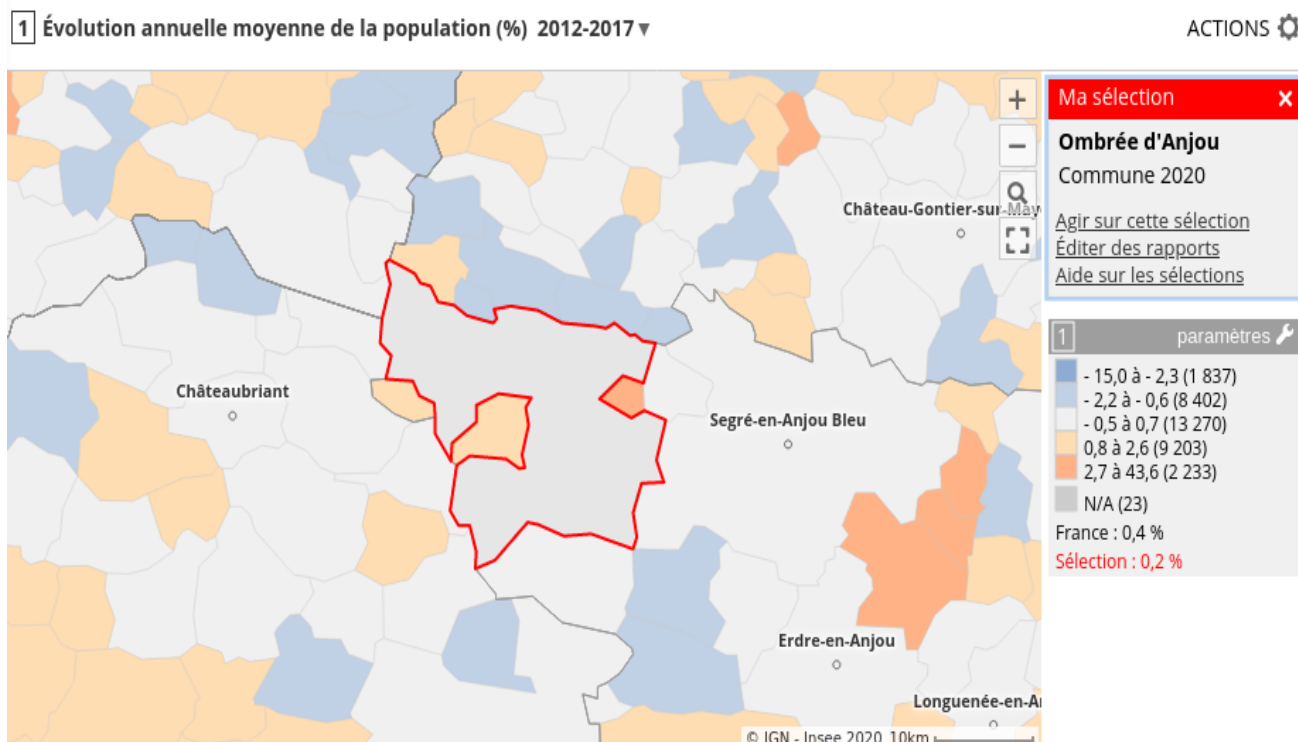 1 Évolution annuelle moyenne de la population (%) 2012-2017 ▾
ACTIONS
+
−
Château-Gontier-sur-May
Châteaubriant
Segré-en-Anjou Bleu
Erdre-en-Anjou
Longuenée-en-A
© IGN - Insee 2020 10km
Ma sélection x
Ombrée d'Anjou
Commune 2020
Agir sur cette sélection
Éditer des rapports
Aide sur les sélections
1 paramètres
- 15,0 à - 2,3 (1 837)
- 2,2 à - 0,6 (8 402)
- 0,5 à 0,7 (13 270)
0,8 à 2,6 (9 203)
2,7 à 43,6 (2 233)
N/A (23)
France : 0,4 %
Sélection : 0,2 %